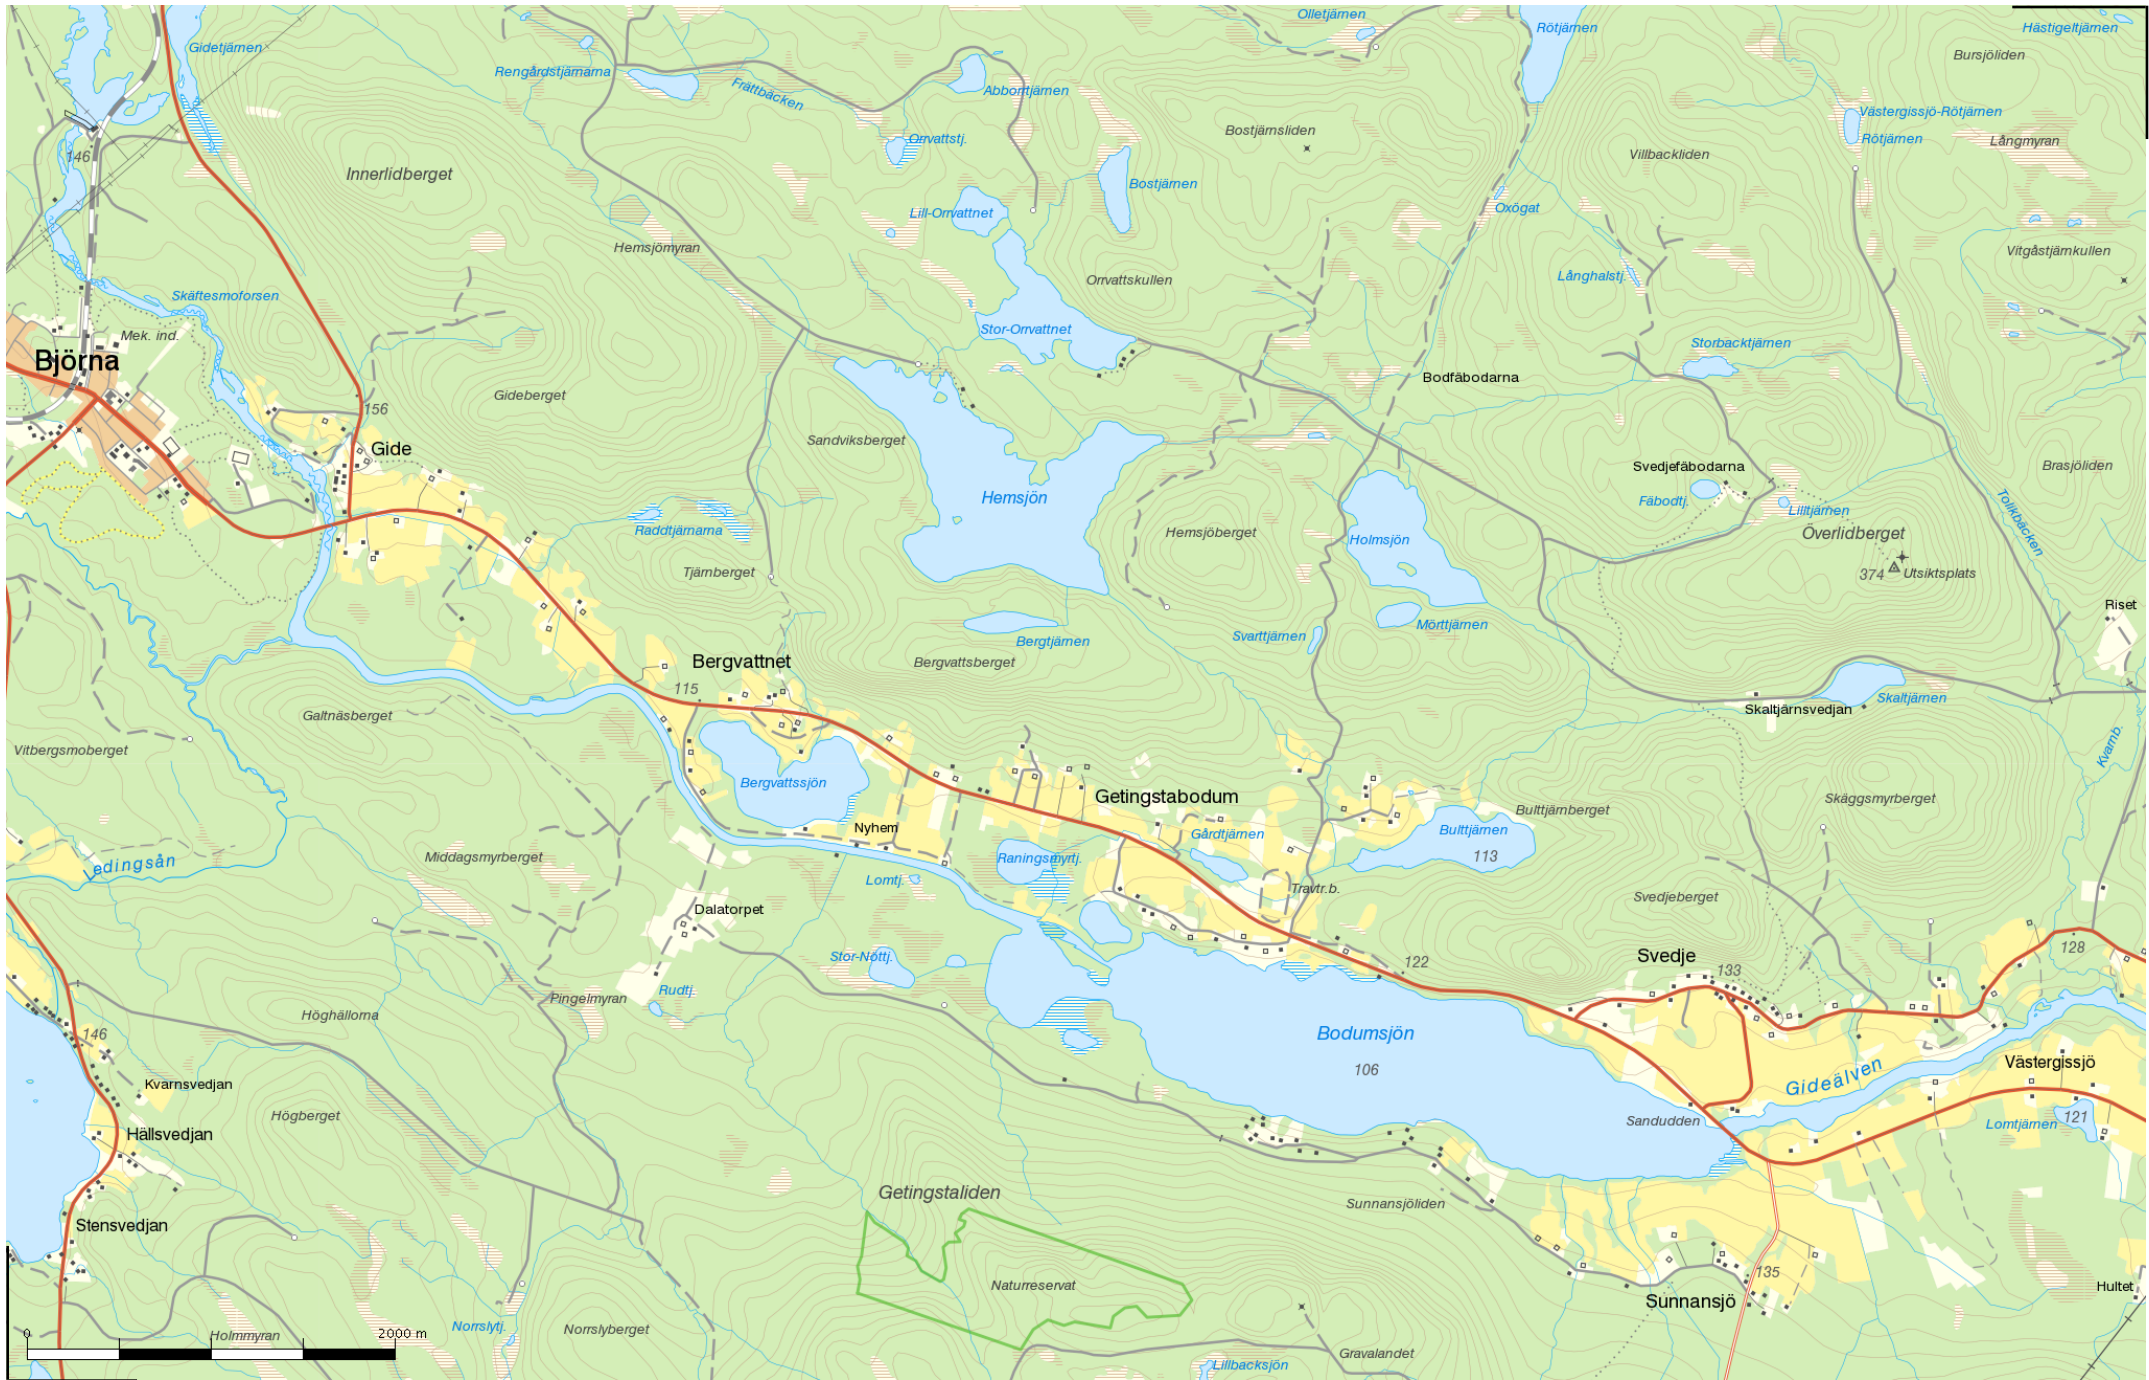 Olletjärnen
Rötjärnen
Hästigeltjärnen
Gidetjärnen
Bursjöliden
Rengårdstjärnarna
Frättbäcken
Abborrtjärnen
Västergissjö-Rötjärnen
Bostjärnsliden
Orrvattstj.
Rötjärnen
Långmyran
146
Villbackliden
Innerlidberget
Bostjärnen
Oxögat
Lill-Orrvattnet
Hemsjömyran
Vitgåstjärnkullen
Långhalstj.
Orrvattskullen
Skäftesmoforsen
Stor-Orrvattnet
Mek. ind.
Storbacktjärnen
Björna
Bodfäbodarna
Gideberget
156
Sandviksberget
Gide
Svedjefäbodarna
Brasjöliden
Hemsjön
Fäbodtj.
Lilltjärnen
Tolikbäcken
Raddtjärnarna
Hemsjöberget
Holmsjön
Överlidberget
Tjärnberget
374
Utsiktsplats
Riset
Mörttjärnen
Svarttjärnen
Bergtjärnen
Bergvattnet
Bergvattsberget
115
Skaltjärnen
Skaltjärnsvedjan
Galtnäsberget
Kvarnb.
Vitbergsmoberget
Bergvattssjön
Getingstabodum
Skäggsmyrberget
Bulttjärnberget
Nyhem
Gårdtjärnen
Bulttjärnen
113
Middagsmyrberget
Raningsmyrtj.
Ledingsån
Lomtj.
Travtr.b.
Svedjeberget
Dalatorpet
128
Stor-Nöttj.
Svedje
122
133
Rudtj.
Pingelmyran
Höghällorna
146
Bodumsjön
106
Västergissjö
Gideälven
Kvarnsvedjan
Högberget
Sandudden
Lomtjärnen
121
Hällsvedjan
Getingstaliden
Sunnansjöliden
Stensvedjan
135
Naturreservat
Hultet
Sunnansjö
Norrslytj.
Norrslyberget
0
2000 m
Holmmyran
Gravalandet
Lillbacksjön